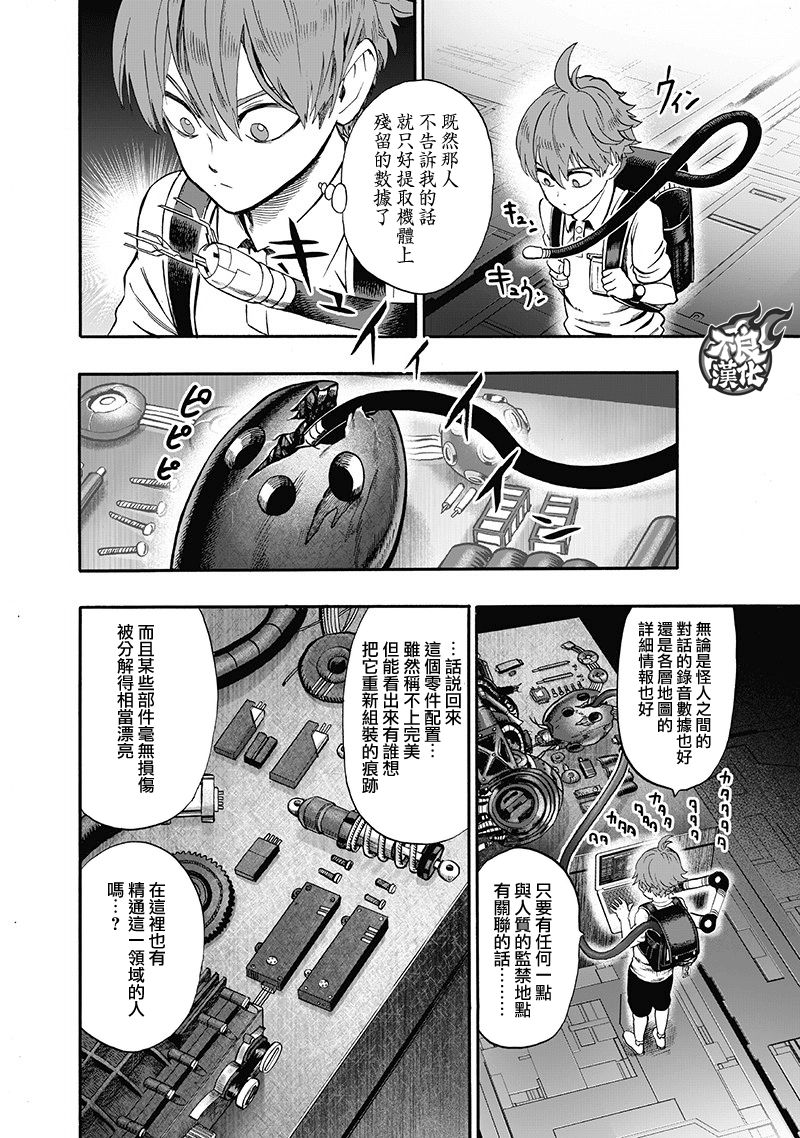 ウィン
キュン
キュウン
既然那人
不告訴我的話
就只好提取機體上
殘留的數據了
キュイ
不良
漢化
ピピピ
無論是怪人之間的
對話的錄音數據也好
還是各層地圖的
詳細情報也好
カタカタ
カタカタ
只要有任何一點
與人質的監禁地點
有關聯的話………
…話說回來
這個零件配置…
雖然稱不上完美
但能看出來有誰想
把它重新組裝的痕跡
而且某些部件毫無損傷
被分解得相當漂亮
在這裡也有
精通這一領域的人
嗎…?